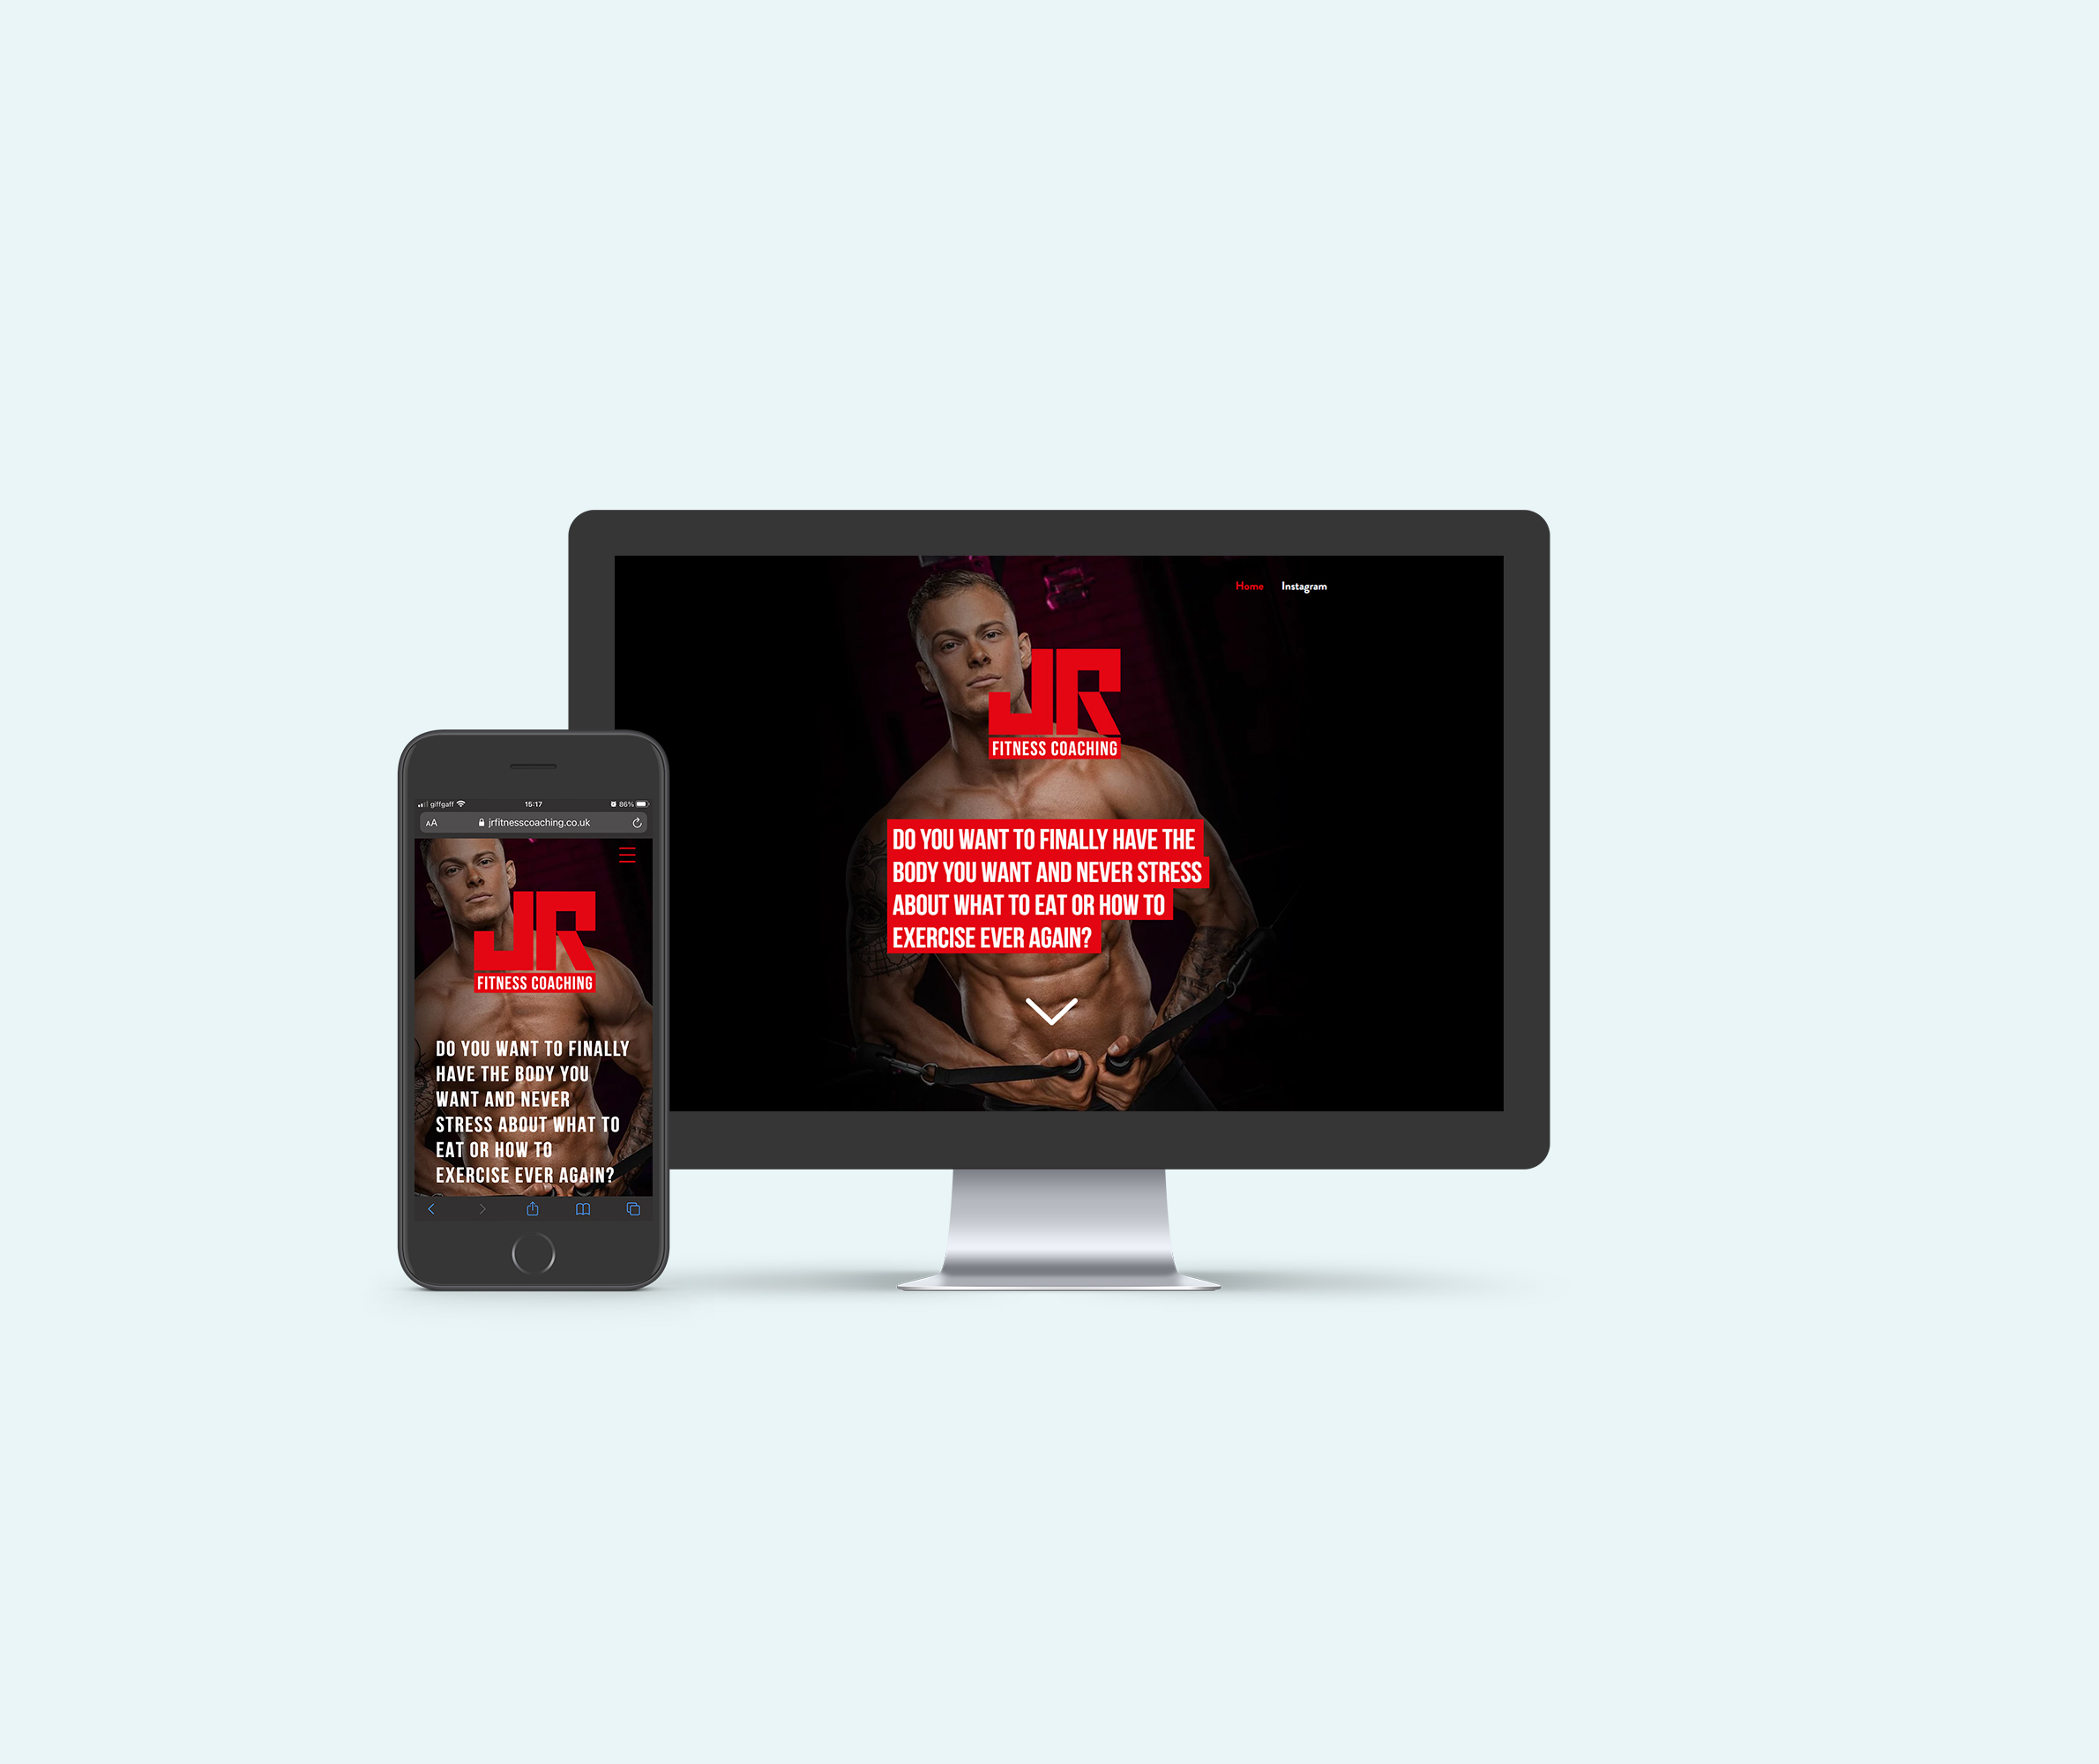 Home Instagram
JR
FITNESS COACHING
DO YOU WANT TO FINALLY HAVE THE
BODY YOU WANT AND NEVER STRESS
ABOUT WHAT TO EAT OR HOW TO
EXERCISE EVER AGAIN?
giffgaff 15:17 86%
AA jrfitnesscoaching.co.uk
JR
FITNESS COACHING
DO YOU WANT TO FINALLY
HAVE THE BODY YOU
WANT AND NEVER
STRESS ABOUT WHAT TO
EAT OR HOW TO
EXERCISE EVER AGAIN?